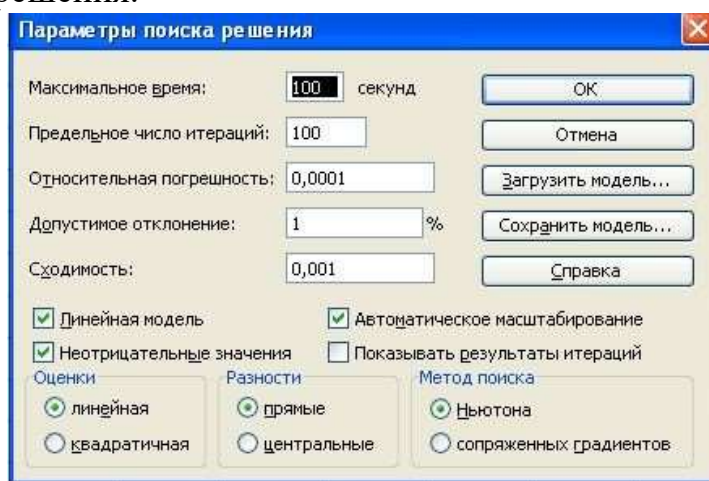 решения.
Параметры поиска решения
Максимальное время: 100 секунд OK
Предельное число итераций: 100 Отмена
Относительная погрешность: 0,0001 Загрузить модель...
Допустимое отклонение: 1 % Сохранить модель...
Сходимость: 0,001 Справка
Линейная модель Автоматическое масштабирование
Неотрицательные значения Показывать результаты итераций
Оценки Разности Метод поиска
линейная прямые Ньютона
квадратичная центральные сопряженных градиентов